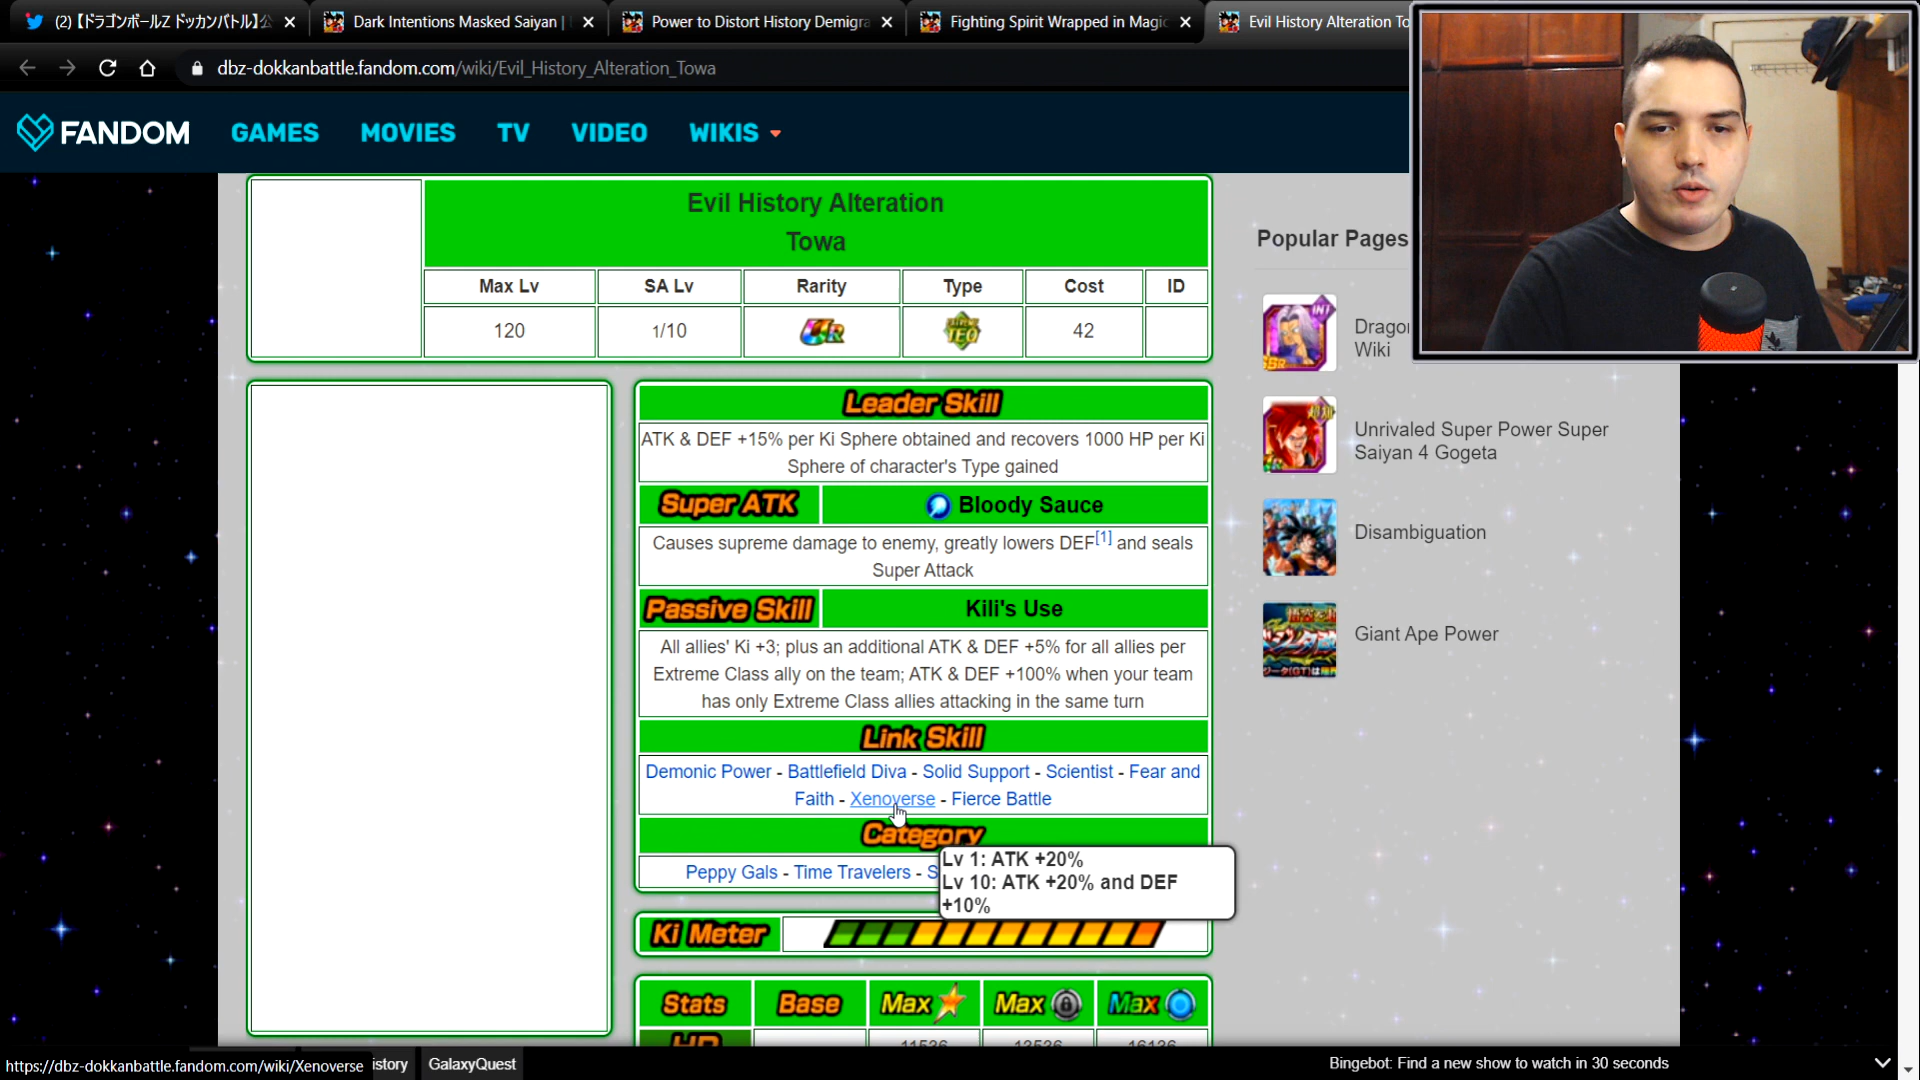 (2)【ドラゴンボールZ ドッカンバトル】公
Dark Intentions Masked Saiyan |
Power to Distort History Demigra
Fighting Spirit Wrapped in Magic
Evil History Alteration To
dbz-dokkanbattle.fandom.com/wiki/Evil_History_Alteration_Towa
FANDOM GAMES MOVIES TV VIDEO WIKIS
Evil History Alteration
Towa
Max Lv SA Lv Rarity Type Cost ID
120 1/10 UR EXTREME TEQ 42
Leader Skill
ATK & DEF +15% per Ki Sphere obtained and recovers 1000 HP per Ki
Sphere of character's Type gained
Super ATK Bloody Sauce
Causes supreme damage to enemy, greatly lowers DEF[1] and seals
Super Attack
Passive Skill Kili's Use
All allies' Ki +3; plus an additional ATK & DEF +5% for all allies per
Extreme Class ally on the team; ATK & DEF +100% when your team
has only Extreme Class allies attacking in the same turn
Link Skill
Demonic Power - Battlefield Diva - Solid Support - Scientist - Fear and
Faith - Xenoverse - Fierce Battle
Category
Peppy Gals - Time Travelers - S
Lv 1: ATK +20%
Lv 10: ATK +20% and DEF
+10%
Ki Meter
Stats Base Max Max Max
HP 11536 13536 16136
Popular Pages
INT
SSR
Drago
Wiki
Unrivaled Super Power Super
Saiyan 4 Gogeta
Disambiguation
Giant Ape Power
https://dbz-dokkanbattle.fandom.com/wiki/Xenoverse
istory
GalaxyQuest
Bingebot: Find a new show to watch in 30 seconds